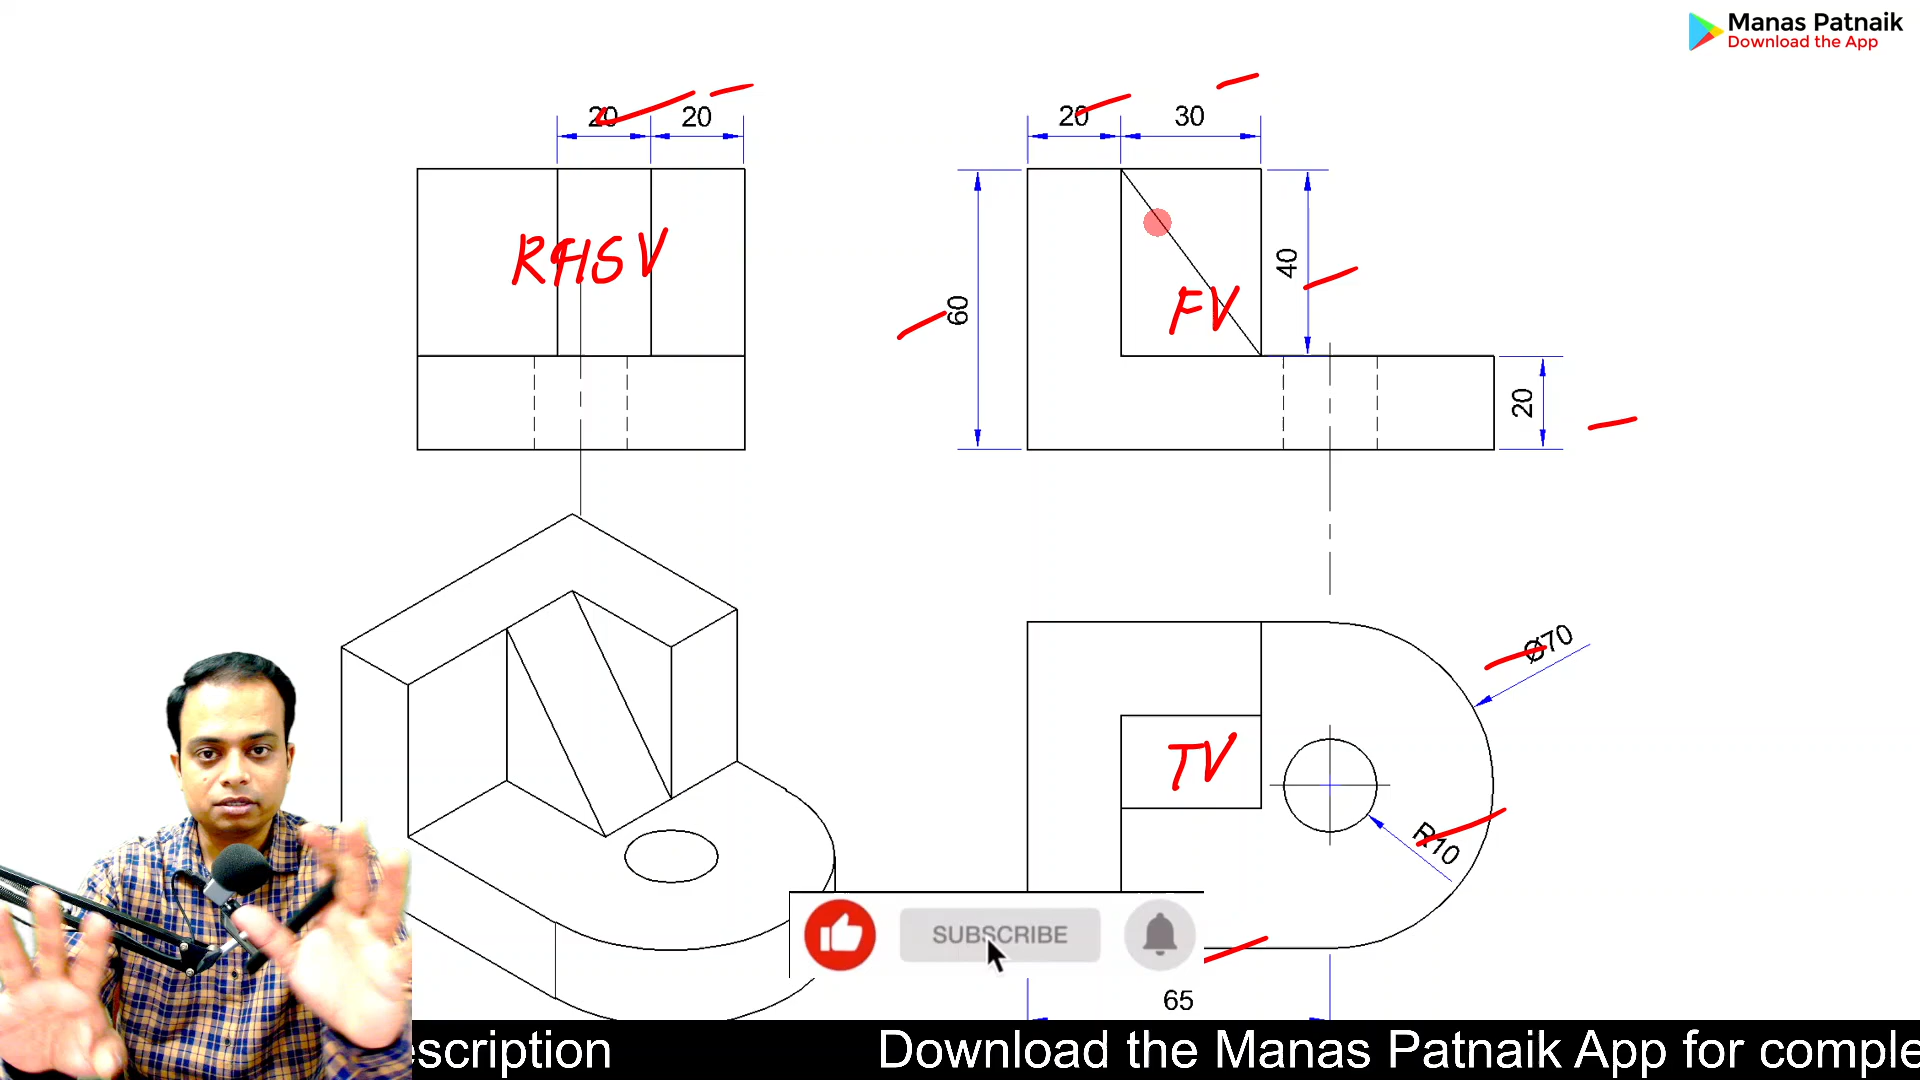 Manas Patnaik
Download the App
20
20
20
30
RHSV
FV
60
40
20
Ø70
TV
R10
SUBSCRIBE
65
escription
Download the Manas Patnaik App for comple